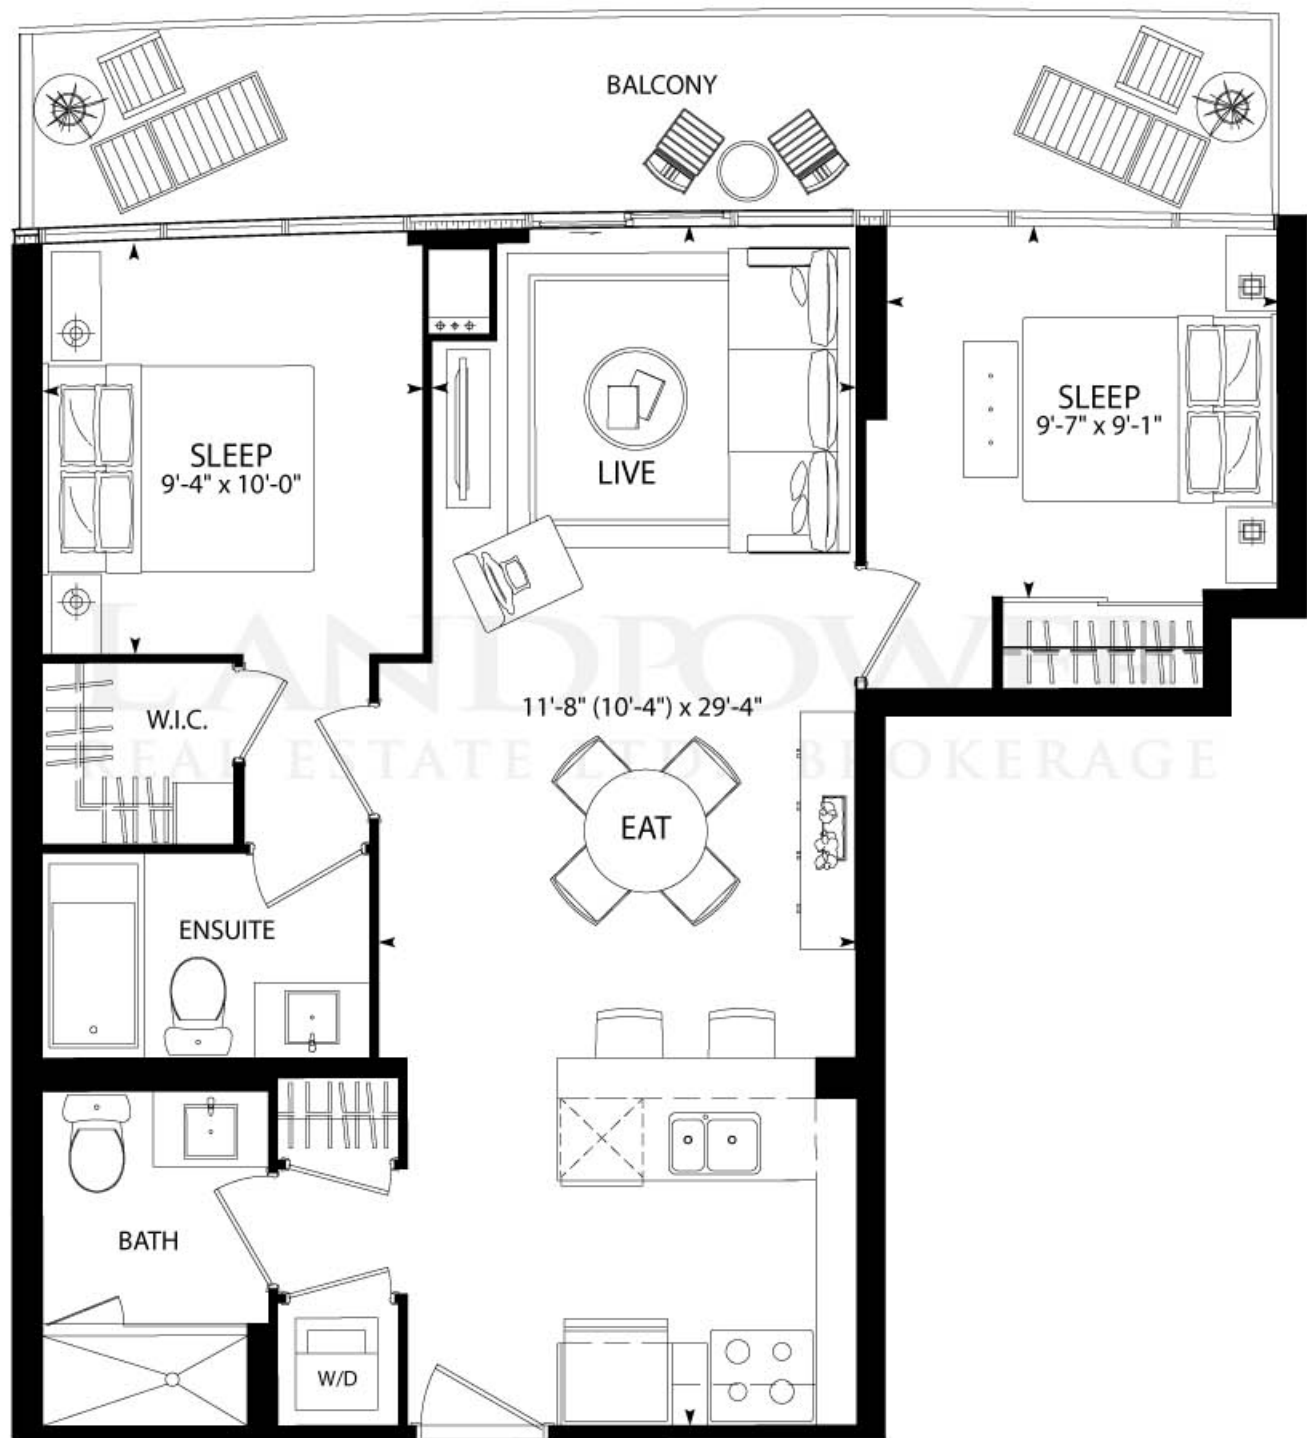 BALCONY
SLEEP
9'-4" x 10'-0"
LIVE
SLEEP
9'-7" x 9'-1"
LANDPOWER
REAL ESTATE LTD. BROKERAGE
W.I.C.
11'-8" (10'-4") x 29'-4"
EAT
ENSUITE
BATH
W/D